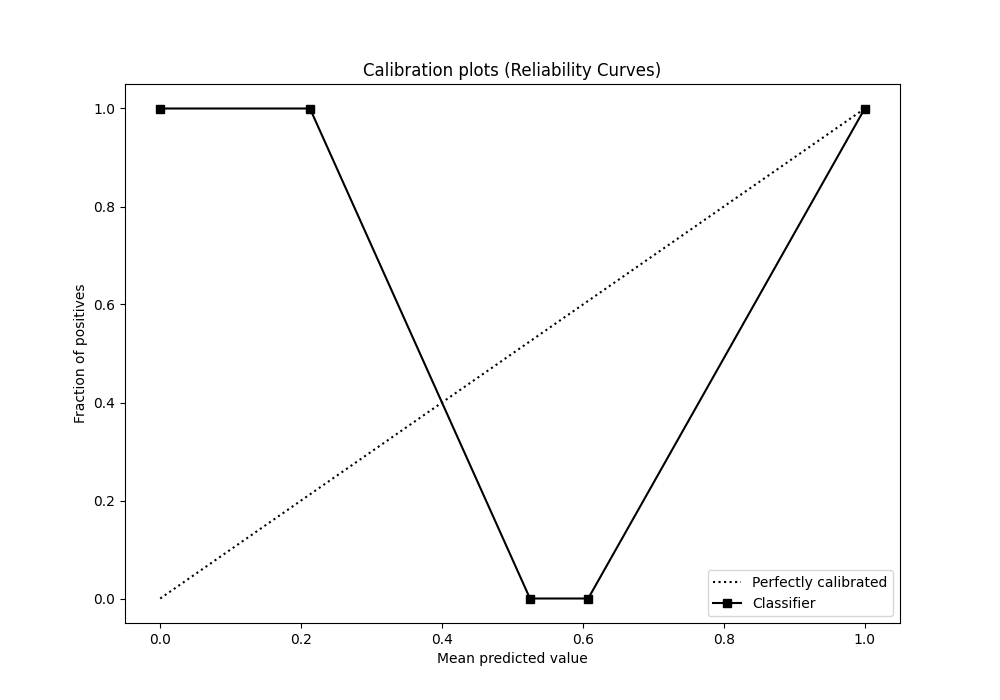 Calibration plots (Reliability Curves)
Fraction of positives
1.0
0.8
0.6
0.4
0.2
0.0
0.0 0.2 0.4 0.6 0.8 1.0
Mean predicted value
Perfectly calibrated
Classifier